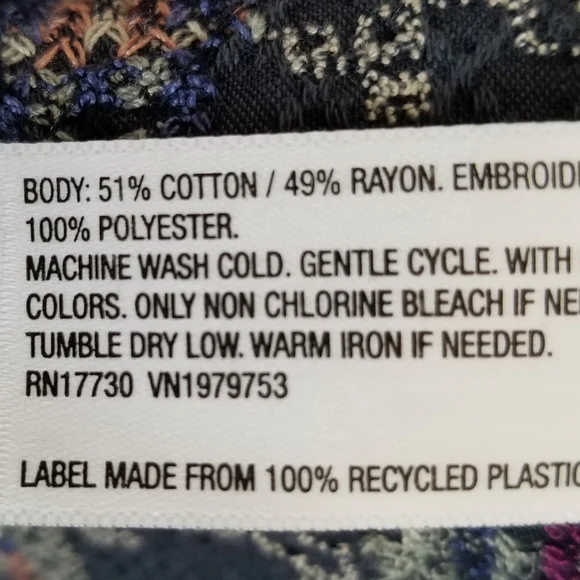 BODY: 51% COTTON / 49% RAYON. EMBROID
100% POLYESTER.
MACHINE WASH COLD. GENTLE CYCLE. WITH
COLORS. ONLY NON CHLORINE BLEACH IF NE
TUMBLE DRY LOW. WARM IRON IF NEEDED.
RN17730 VN1979753
LABEL MADE FROM 100% RECYCLED PLASTIC